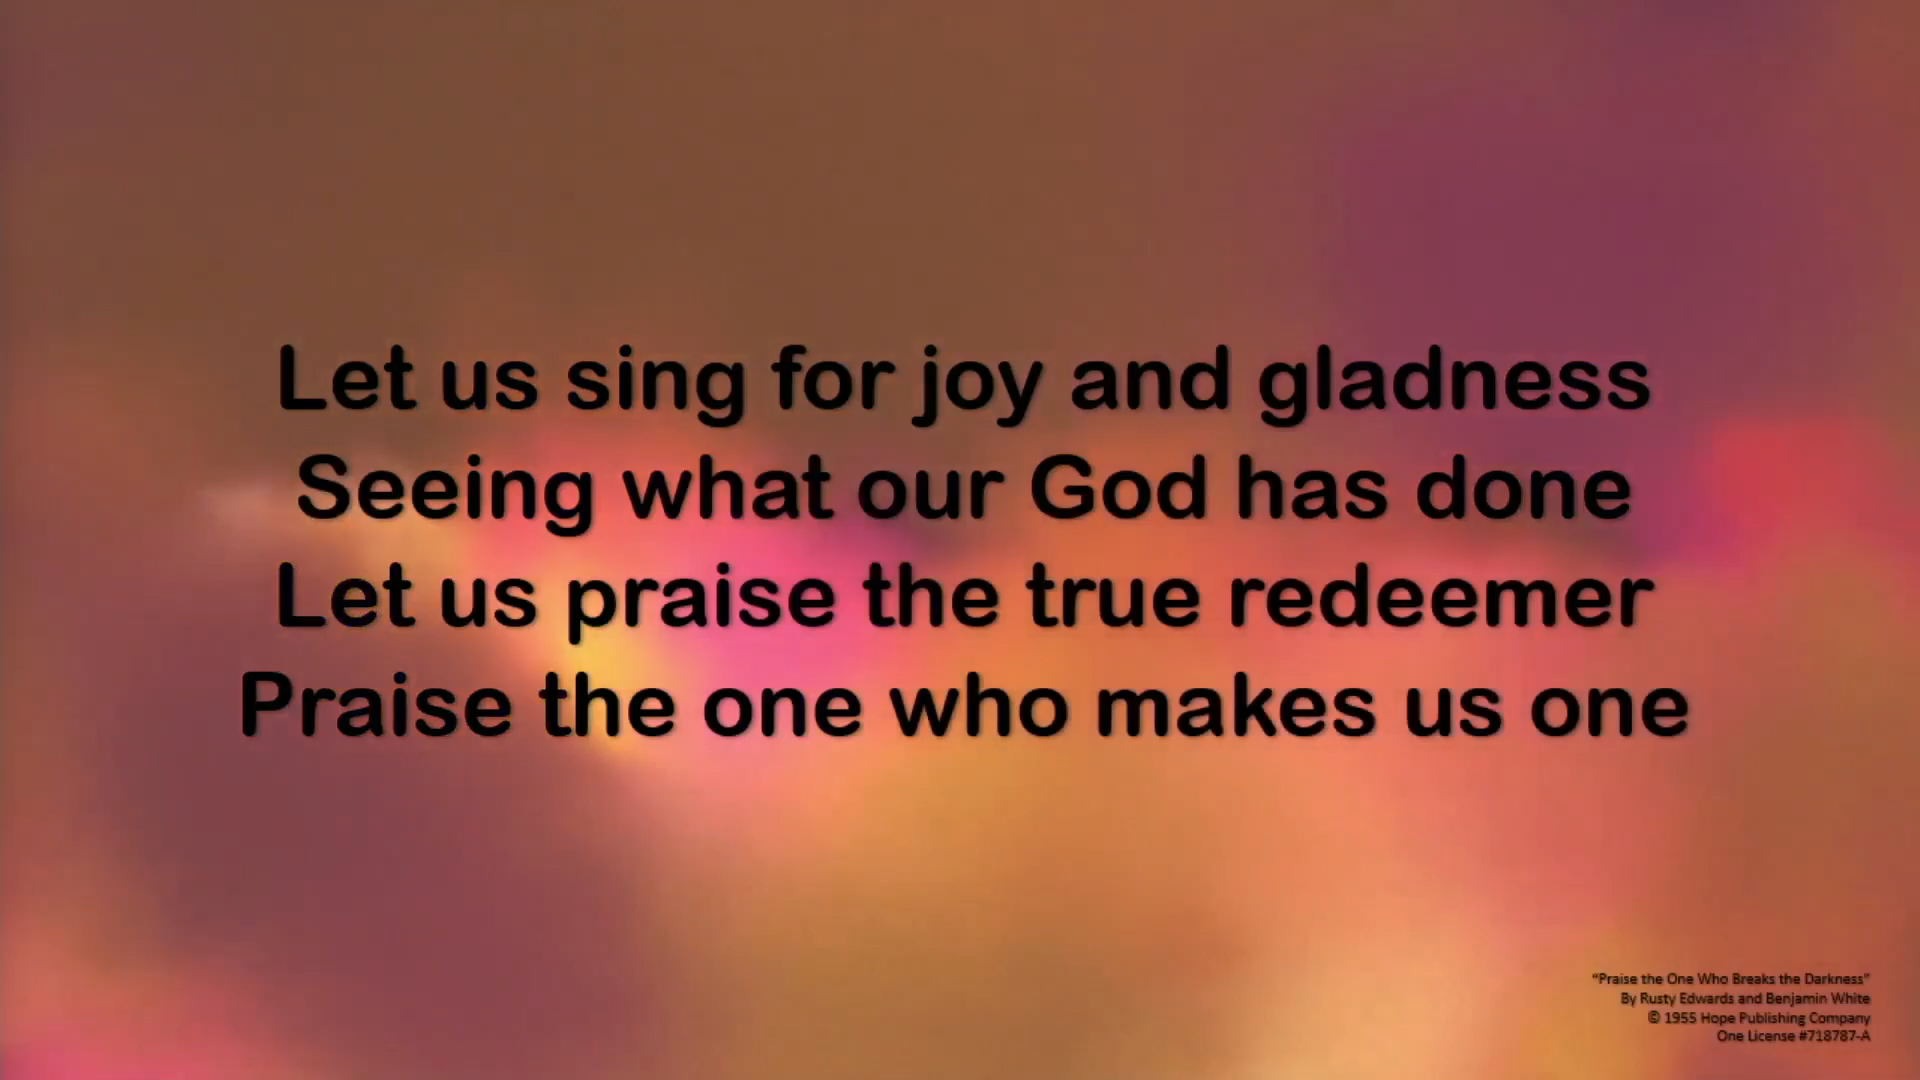 Let us sing for joy and gladness
Seeing what our God has done
Let us praise the true redeemer
Praise the one who makes us one
"Praise the One Who Breaks the Darkness"
By Rusty Edwards and Benjamin White
© 1955 Hope Publishing Company
One License #718787-A